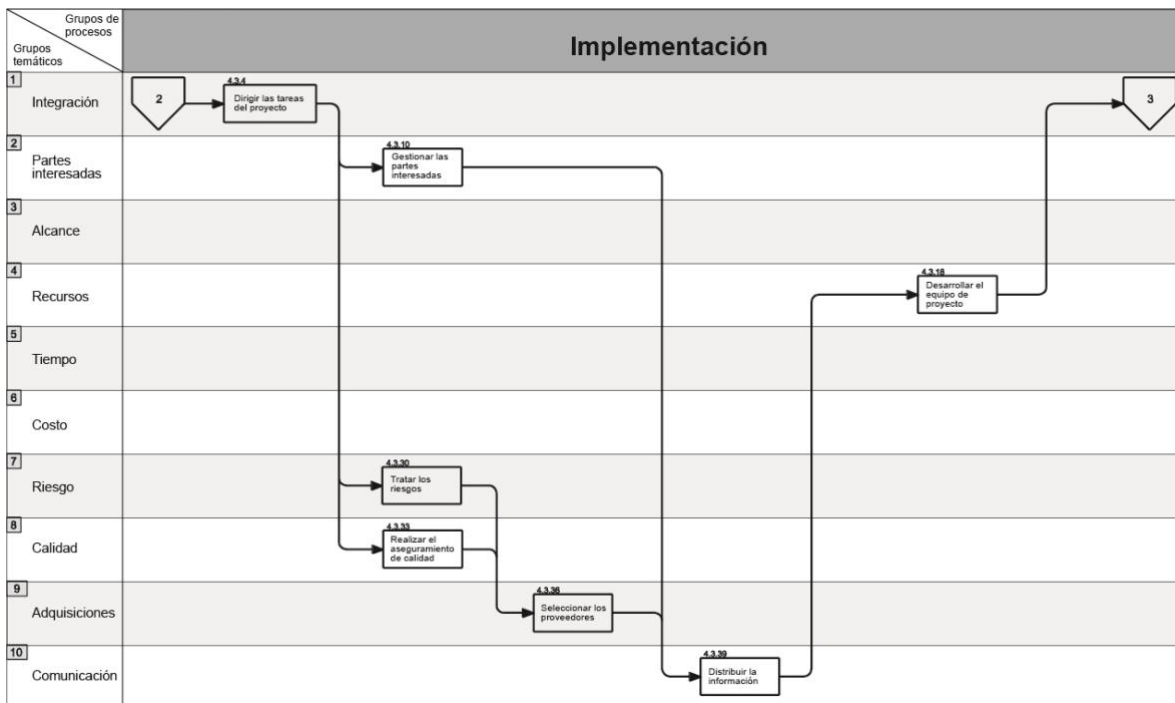 Grupos de
procesos
Grupos
temáticos
Implementación
1
Integración
2
4.3.4
Dirigir las tareas
del proyecto
3
2
Partes
interesadas
4.3.10
Gestionar las
partes
interesadas
3
Alcance
4
Recursos
4.3.18
Desarrollar el
equipo de
proyecto
5
Tiempo
6
Costo
7
Riesgo
4.3.30
Tratar los
riesgos
8
Calidad
4.3.33
Realizar el
aseguramiento
de calidad
9
Adquisiciones
4.3.36
Seleccionar los
proveedores
10
Comunicación
4.3.39
Distribuir la
información